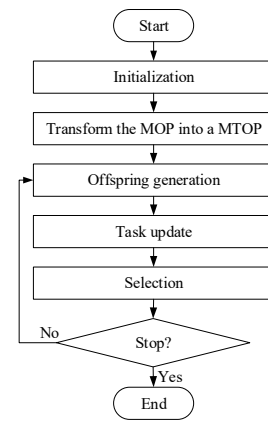 Start
Initialization
Transform the MOP into a MTOP
Offspring generation
Task update
Selection
Stop?
No
Yes
End